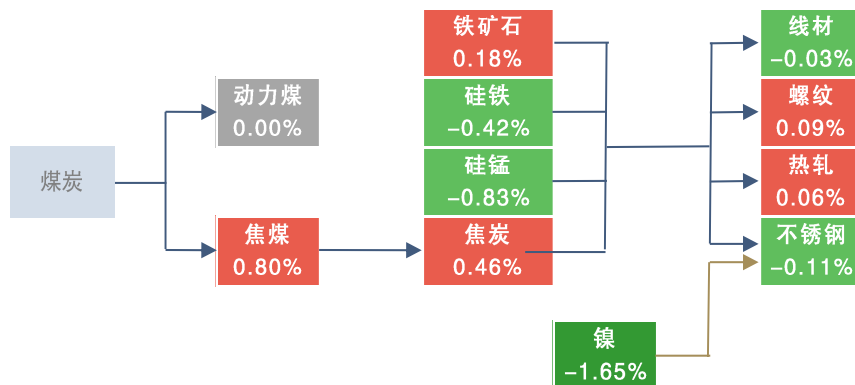 煤炭
动力煤
0.00%
焦煤
0.80%
铁矿石
0.18%
硅铁
-0.42%
硅锰
-0.83%
焦炭
0.46%
线材
-0.03%
螺纹
0.09%
热轧
0.06%
不锈钢
-0.11%
镍
-1.65%